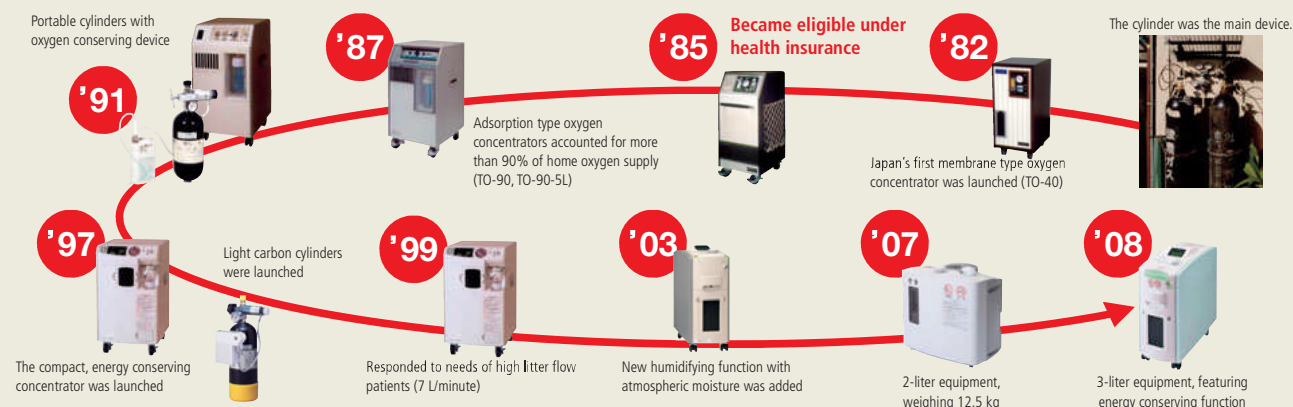 Portable cylinders with
oxygen conserving device
'91
'87
Adsorption type oxygen
concentrators accounted for more
than 90% of home oxygen supply
(TO-90, TO-90-5L)
'85
Became eligible under
health insurance
'82
Japan's first membrane type oxygen
concentrator was launched (TO-40)
The cylinder was the main device.
'97
The compact, energy conserving
concentrator was launched
Light carbon cylinders
were launched
'99
Responded to needs of high litter flow
patients (7 L/minute)
'03
New humidifying function with
atmospheric moisture was added
'07
2-liter equipment,
weighing 12.5 kg
'08
3-liter equipment, featuring
energy conserving function